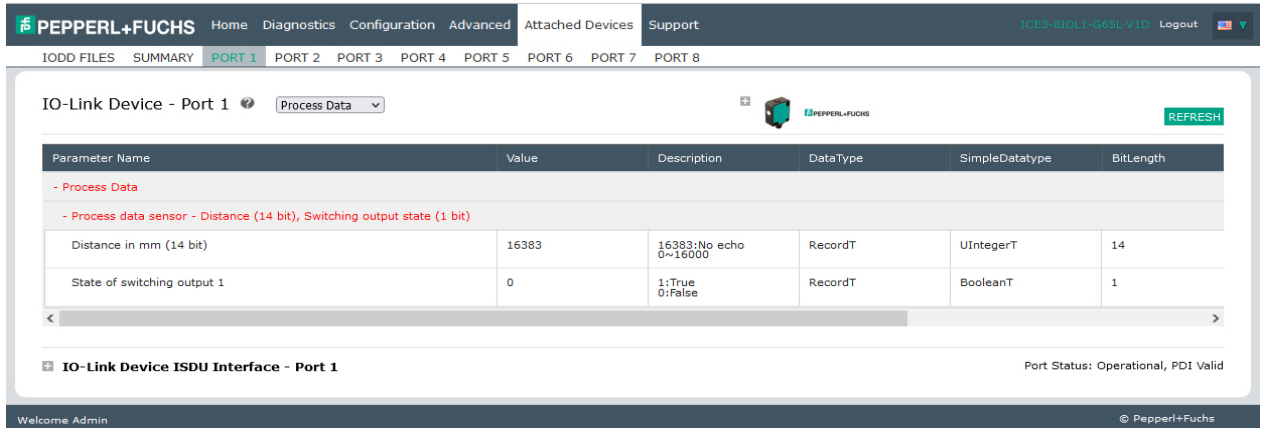 PEPPERL+FUCHS Home Diagnostics Configuration Advanced Attached Devices Support ICE3-8IOL1-G65L-V1D Logout
IODD FILES SUMMARY PORT 1 PORT 2 PORT 3 PORT 4 PORT 5 PORT 6 PORT 7 PORT 8
IO-Link Device - Port 1 ? Process Data PEPPERL+FUCHS REFRESH
Parameter Name Value Description DataType SimpleDatatype BitLength
- Process Data
- Process data sensor - Distance (14 bit), Switching output state (1 bit)
Distance in mm (14 bit) 16383 16383:No echo RecordT UIntegerT 14
0~16000
State of switching output 1 0 1:True RecordT BooleanT 1
0:False
IO-Link Device ISDU Interface - Port 1 Port Status: Operational, PDI Valid
Welcome Admin © Pepperl+Fuchs